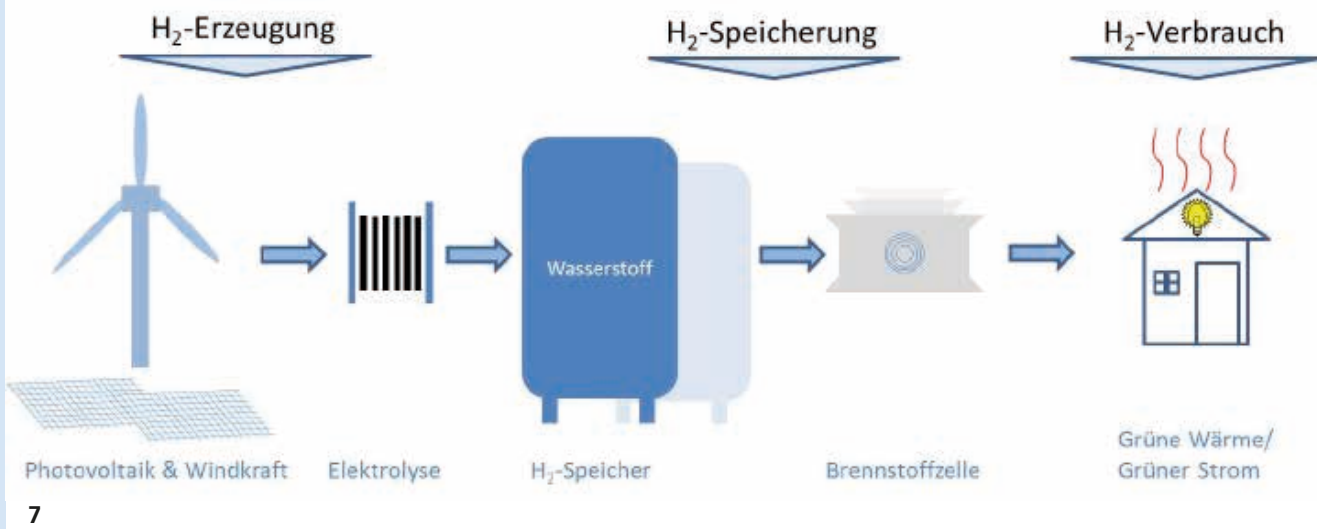 H₂-Erzeugung
H₂-Speicherung
H₂-Verbrauch
Wasserstoff
Photovoltaik & Windkraft
Elektrolyse
H₂-Speicher
Brennstoffzelle
Grüne Wärme/
Grüner Strom
7